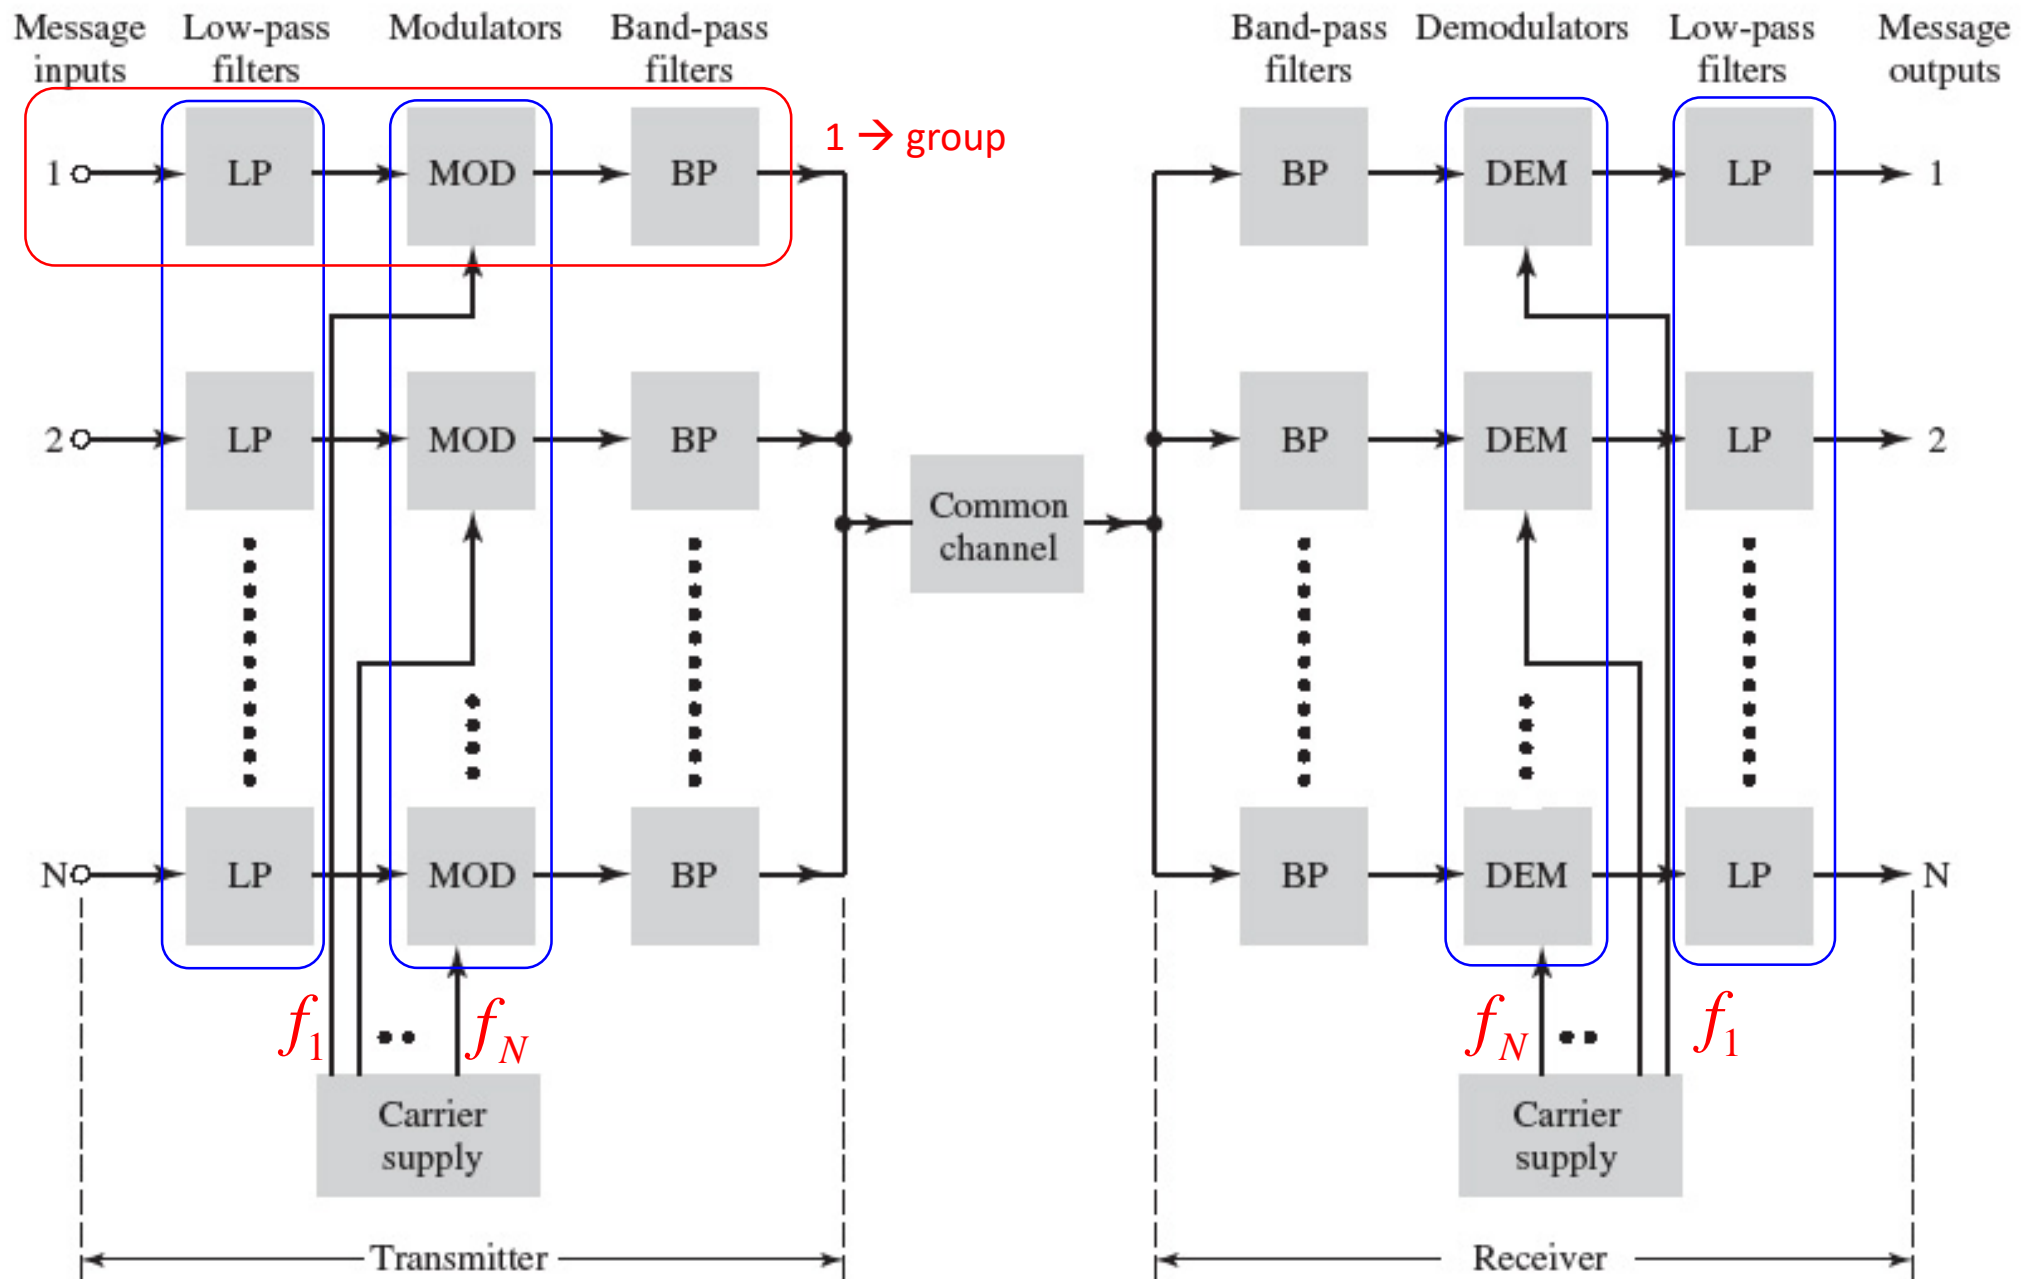 Message
inputs
Low-pass
filters
Modulators
Band-pass
filters
Band-pass
filters
Demodulators
Low-pass
filters
Message
outputs
1 → group
1
LP
MOD
BP
BP
DEM
LP
1
2
LP
MOD
BP
BP
DEM
LP
2
Common
channel
N
LP
MOD
BP
BP
DEM
LP
N
f1
fN
fN
f1
Carrier
supply
Carrier
supply
Transmitter
Receiver